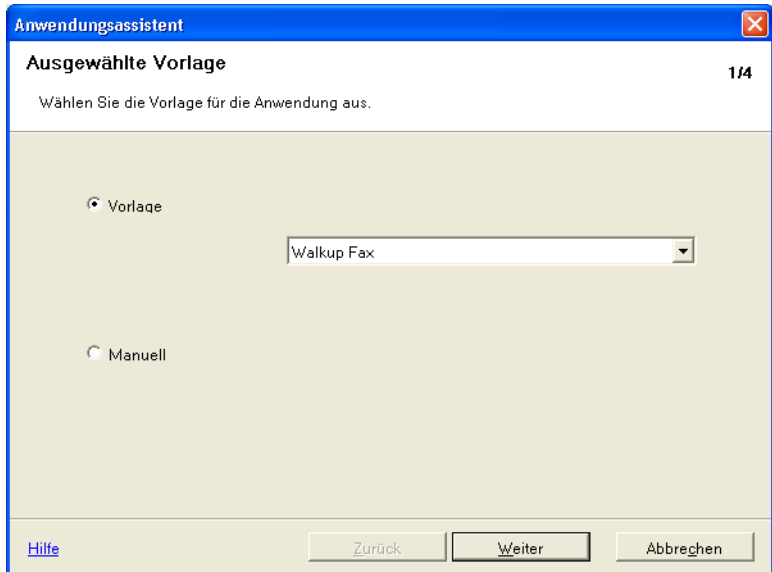 Anwendungsassistent
Ausgewählte Vorlage
1/4
Wählen Sie die Vorlage für die Anwendung aus.
Vorlage
Walkup Fax
Manuell
Hilfe
Zurück
Weiter
Abbrechen